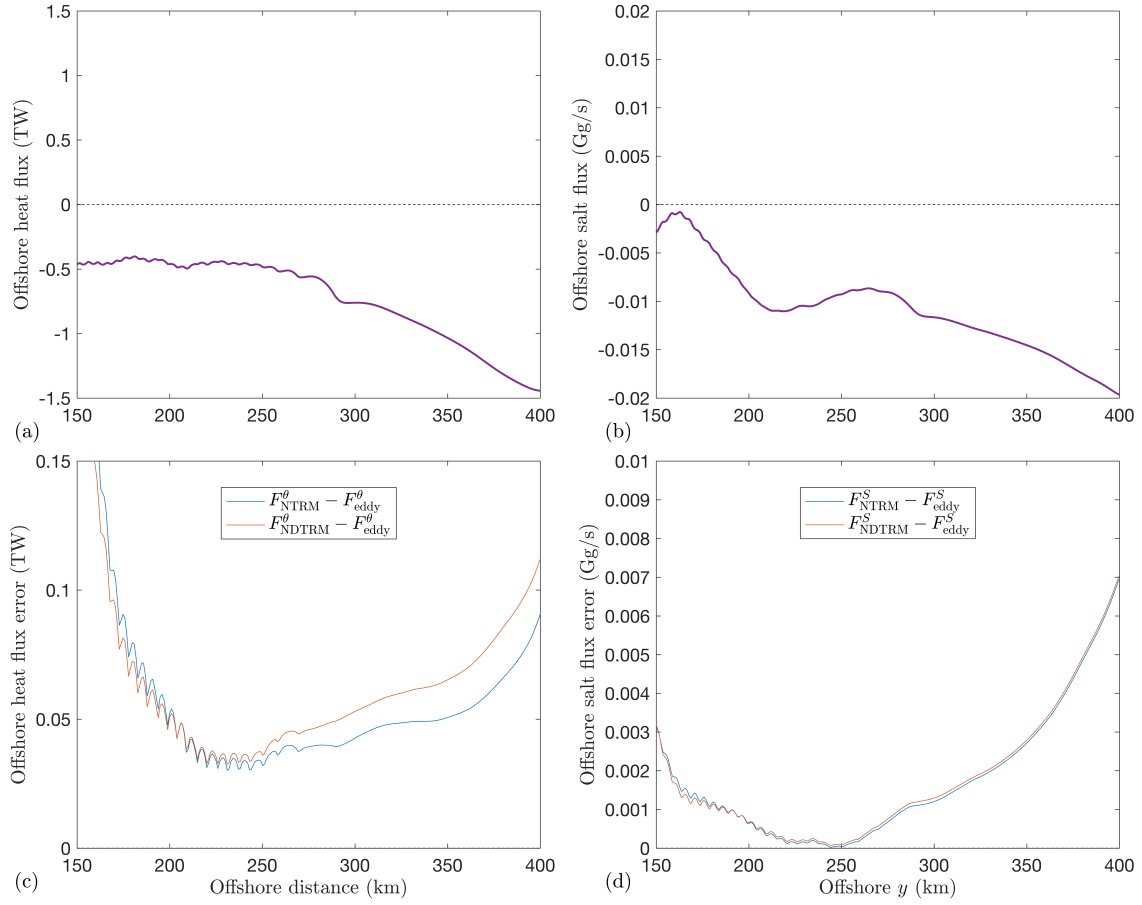 Offshore heat flux (TW)
1.5
1
0.5
0
-0.5
-1
-1.5
150 200 250 300 350 400
(a)
Offshore salt flux (Gg/s)
0.02
0.015
0.01
0.005
0
-0.005
-0.01
-0.015
-0.02
150 200 250 300 350 400
(b)
Offshore heat flux error (TW)
0.15
0.1
0.05
0
F^θ_NTRM − F^θ_eddy
F^θ_NDTRM − F^θ_eddy
150 200 250 300 350 400
(c)
Offshore distance (km)
Offshore salt flux error (Gg/s)
0.01
0.009
0.008
0.007
0.006
0.005
0.004
0.003
0.002
0.001
0
F^S_NTRM − F^S_eddy
F^S_NDTRM − F^S_eddy
150 200 250 300 350 400
(d)
Offshore y (km)